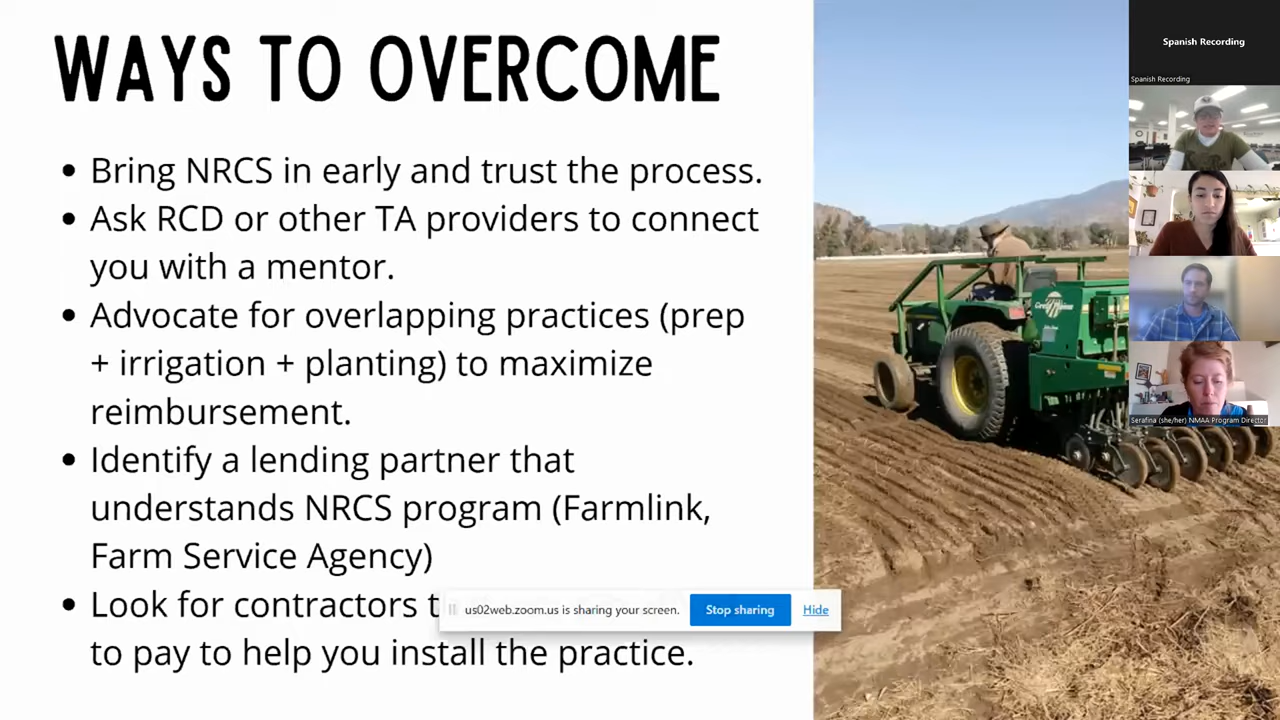 WAYS TO OVERCOME
• Bring NRCS in early and trust the process.
• Ask RCD or other TA providers to connect
you with a mentor.
• Advocate for overlapping practices (prep
+ irrigation + planting) to maximize
reimbursement.
• Identify a lending partner that
understands NRCS program (Farmlink,
Farm Service Agency)
• Look for contractors
to pay to help you install the practice.
us02web.zoom.us is sharing your screen.
Stop sharing
Hide
Spanish Recording
Spanish Recording
Serafina (she/her) NMAA Program Director